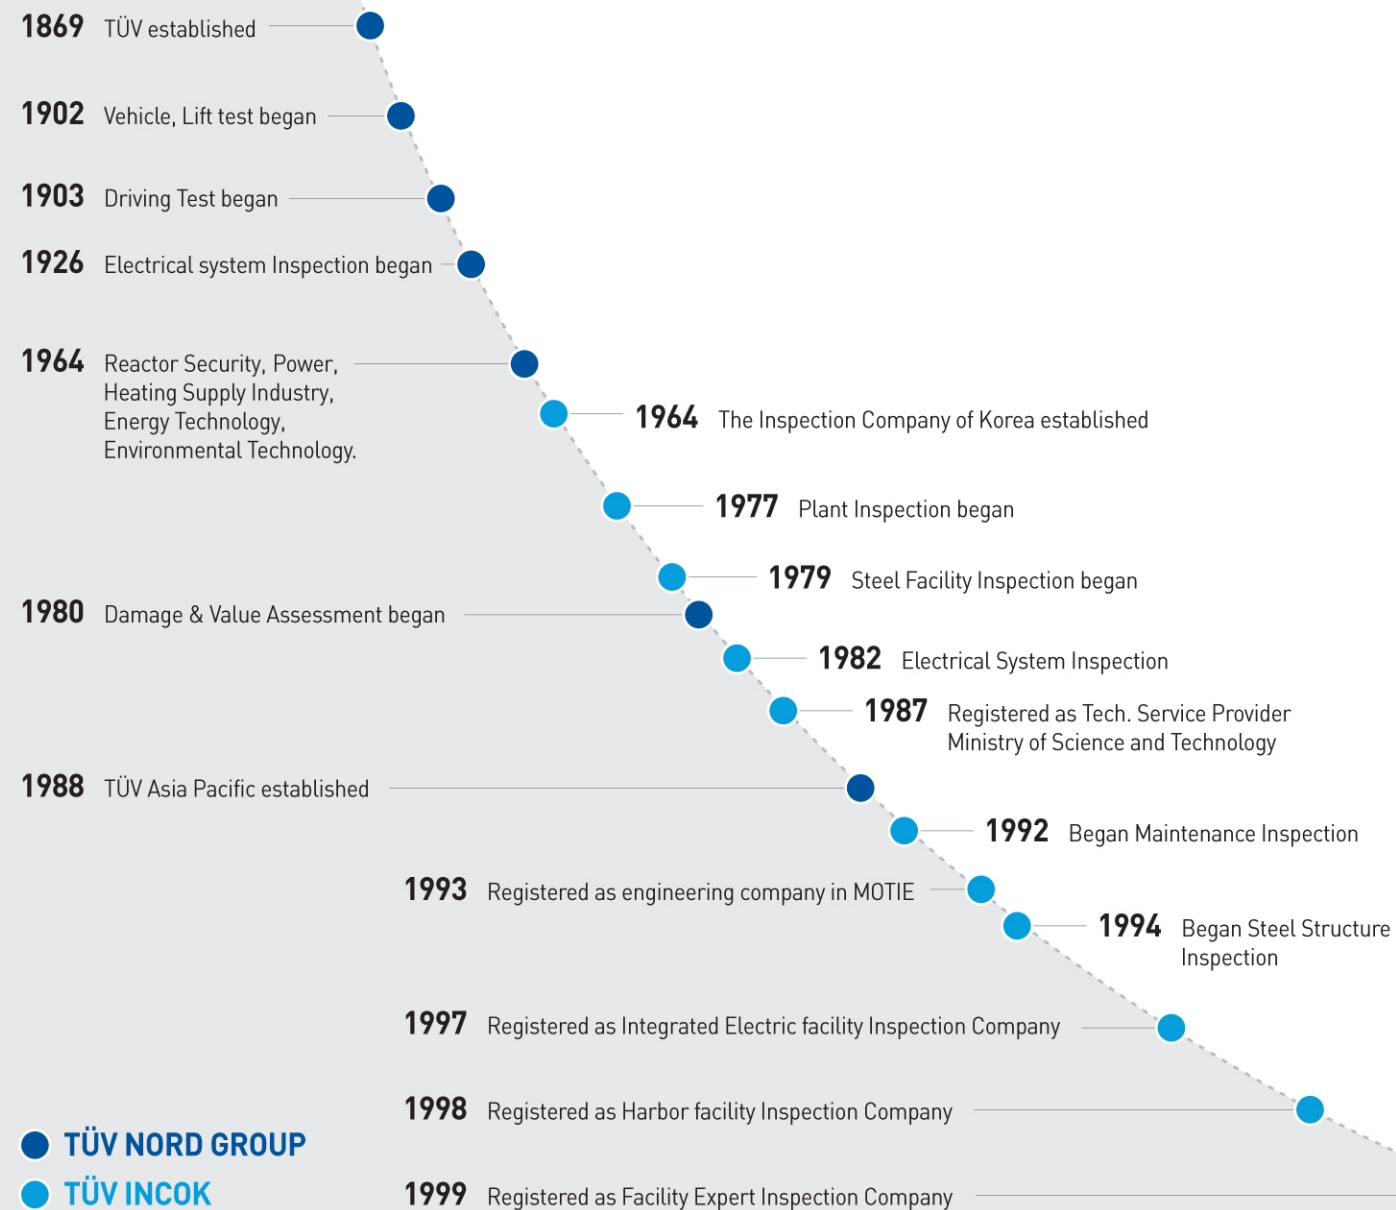 1869 TÜV established
1902 Vehicle, Lift test began
1903 Driving Test began
1926 Electrical system Inspection began
1964 Reactor Security, Power,
Heating Supply Industry,
Energy Technology,
Environmental Technology.
1964 The Inspection Company of Korea established
1977 Plant Inspection began
1979 Steel Facility Inspection began
1980 Damage & Value Assessment began
1982 Electrical System Inspection
1987 Registered as Tech. Service Provider
Ministry of Science and Technology
1988 TÜV Asia Pacific established
1992 Began Maintenance Inspection
1993 Registered as engineering company in MOTIE
1994 Began Steel Structure
Inspection
1997 Registered as Integrated Electric facility Inspection Company
1998 Registered as Harbor facility Inspection Company
1999 Registered as Facility Expert Inspection Company
TÜV NORD GROUP
TÜV INCOK